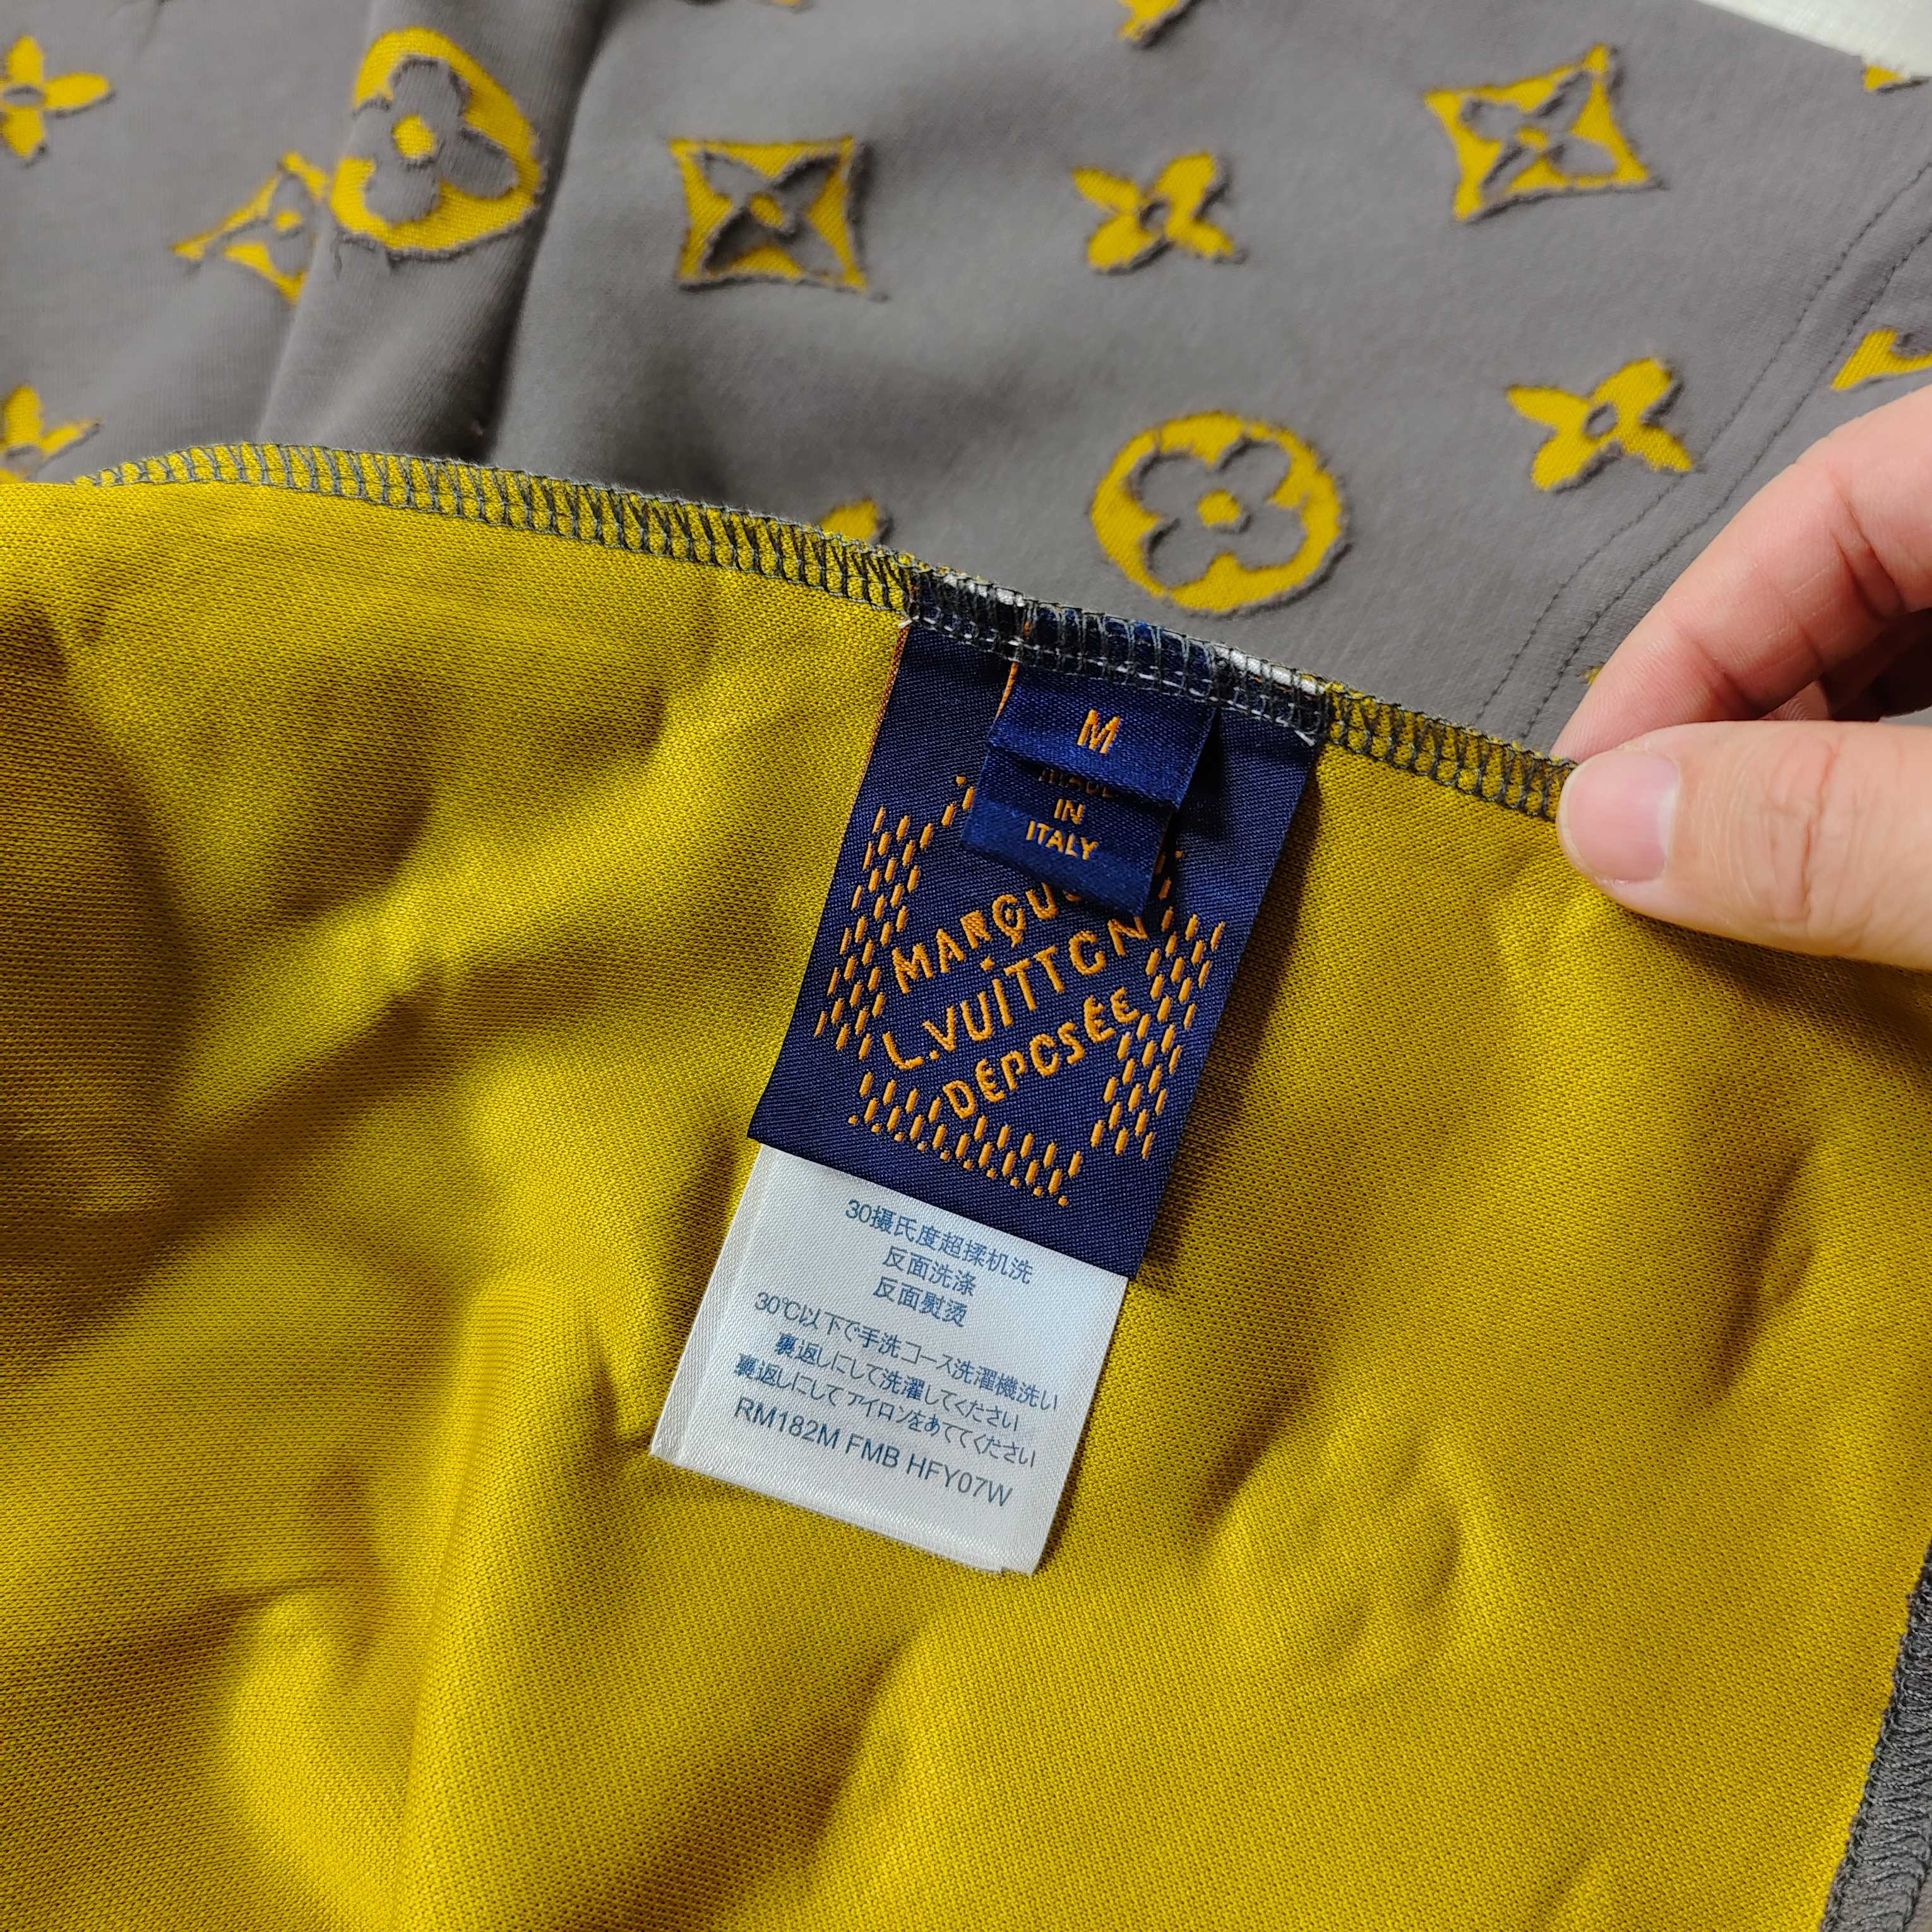 M
MADE
IN
ITALY
MARQU
L.VUITTON
DÉPOSÉE
30摄氏度超揉机洗
反面洗涤
反面熨烫
30℃以下で手洗コース洗濯機洗い
裏返しにして洗濯してください
裏返しにしてアイロンをあててください
RM182M FMB HFY07W